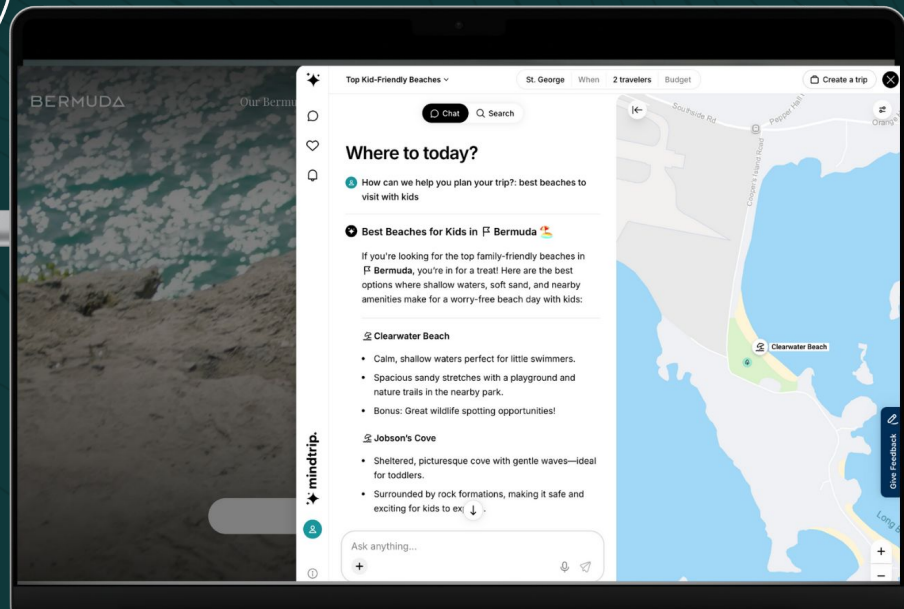 BERMUDA
Our Bermu
Top Kid-Friendly Beaches
St. George
When
2 travelers
Budget
Create a trip
Chat
Search
Where to today?
How can we help you plan your trip?: best beaches to
visit with kids
Best Beaches for Kids in Bermuda
If you're looking for the top family-friendly beaches in
Bermuda, you're in for a treat! Here are the best
options where shallow waters, soft sand, and nearby
amenities make for a worry-free beach day with kids:
Clearwater Beach
• Calm, shallow waters perfect for little swimmers.
• Spacious sandy stretches with a playground and
nature trails in the nearby park.
• Bonus: Great wildlife spotting opportunities!
Jobson's Cove
• Sheltered, picturesque cove with gentle waves—ideal
for toddlers.
• Surrounded by rock formations, making it safe and
exciting for kids to
Ask anything...
mindtrip.
Southside Rd
Pepper Hall
Cooper's Island Road
Clearwater Beach
Long B
Give Feedback